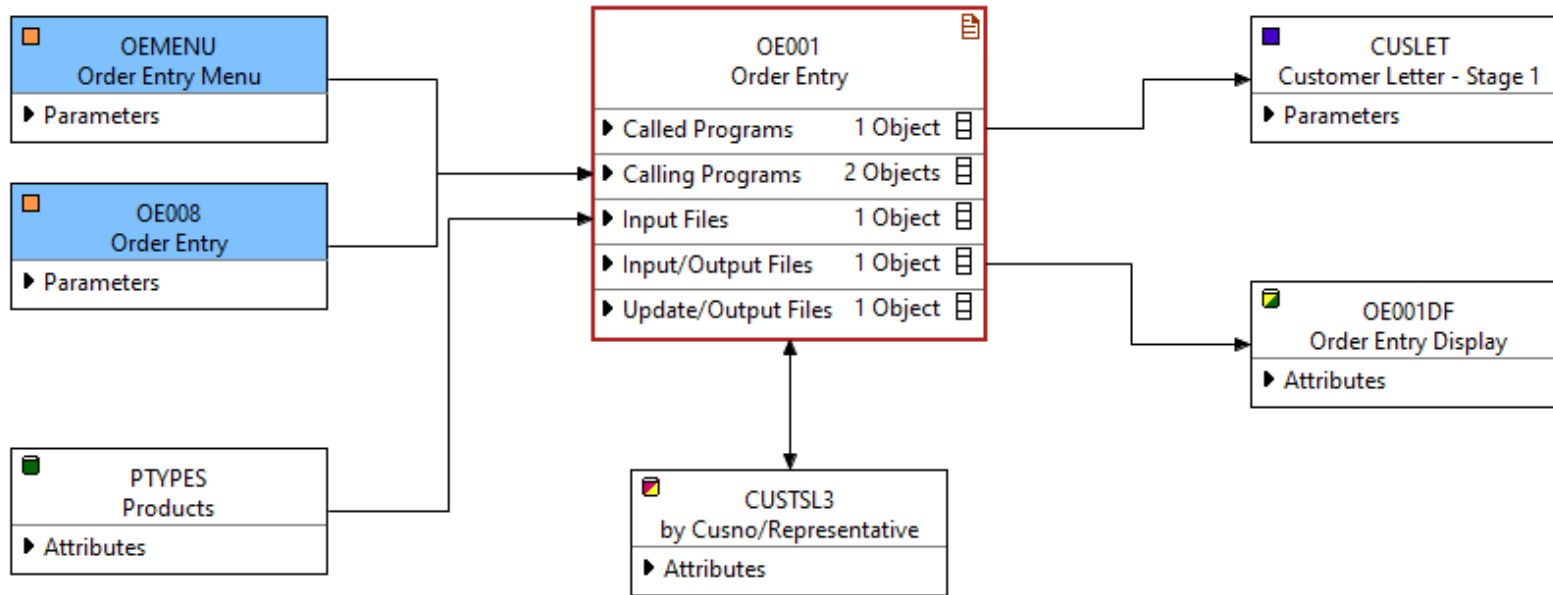 OEMENU
Order Entry Menu
Parameters
OE008
Order Entry
Parameters
PTYPES
Products
Attributes
OE001
Order Entry
Called Programs 1 Object
Calling Programs 2 Objects
Input Files 1 Object
Input/Output Files 1 Object
Update/Output Files 1 Object
CUSTSL3
by Cusno/Representative
Attributes
CUSLET
Customer Letter - Stage 1
Parameters
OE001DF
Order Entry Display
Attributes